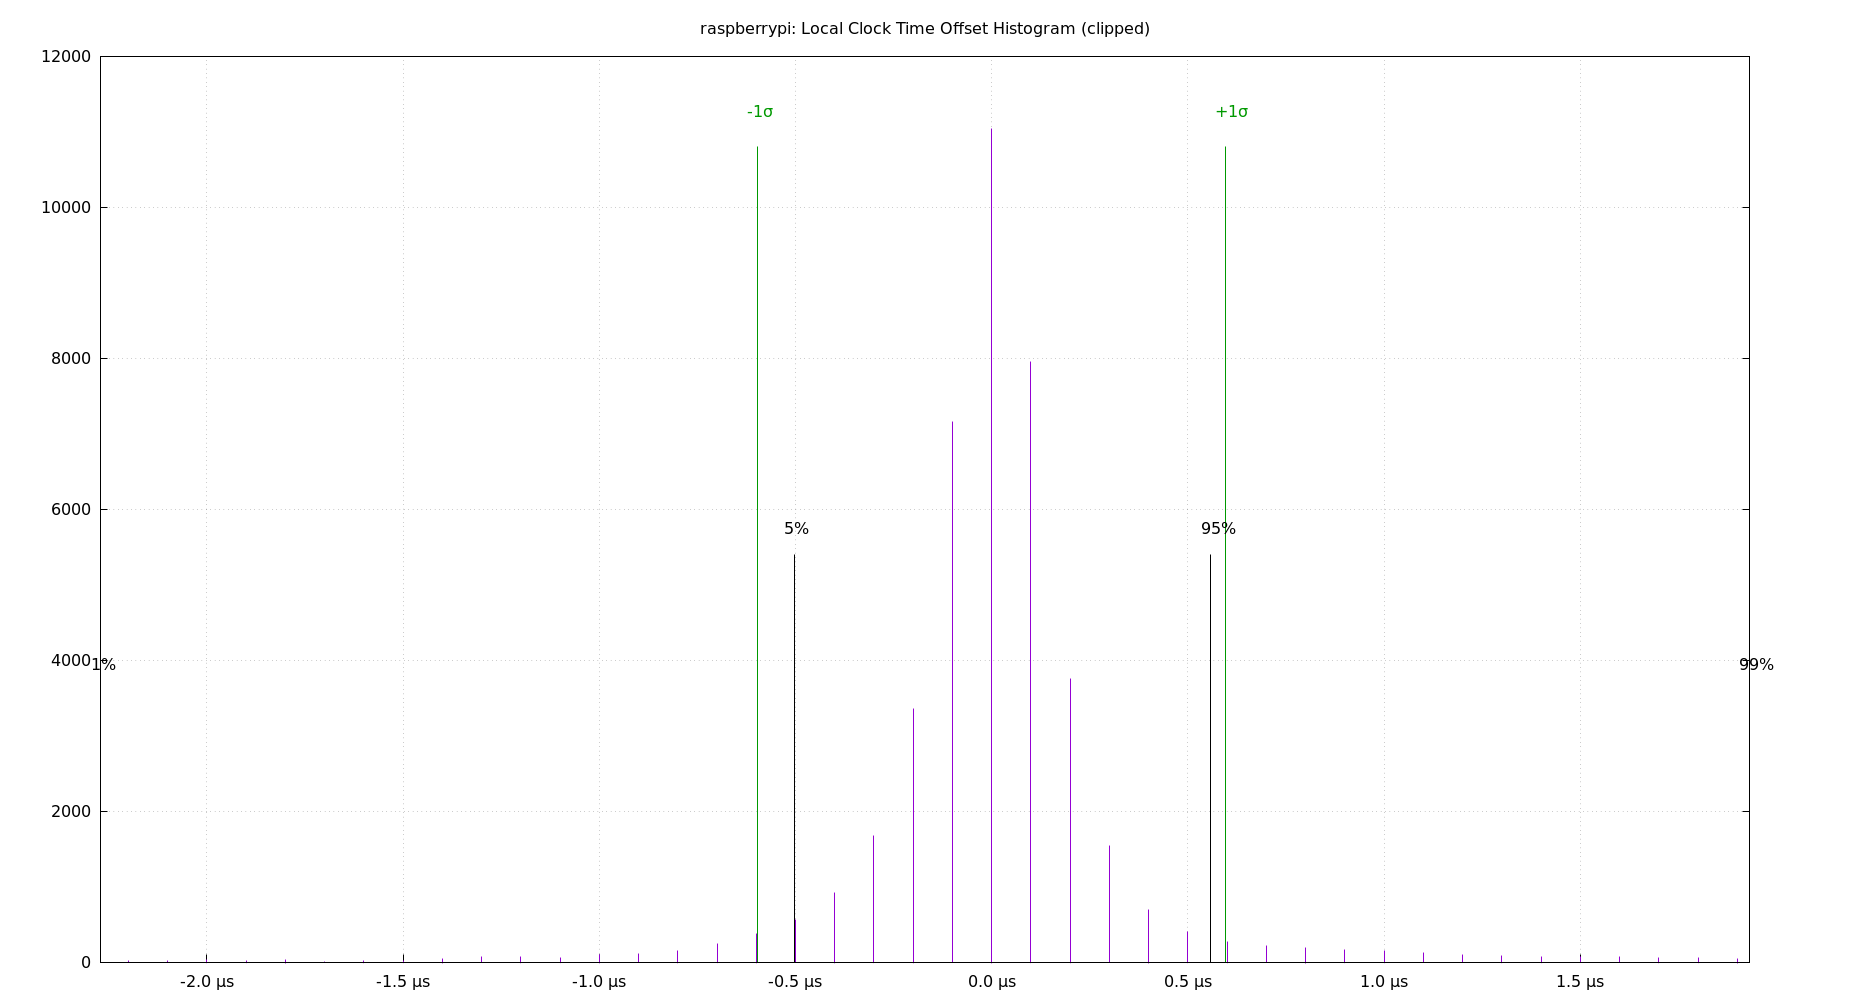 raspberrypi: Local Clock Time Offset Histogram (clipped)
12000
-1σ +1σ
10000
8000
6000
5% 95%
4000 1% 99%
2000
0
-2.0 µs -1.5 µs -1.0 µs -0.5 µs 0.0 µs 0.5 µs 1.0 µs 1.5 µs